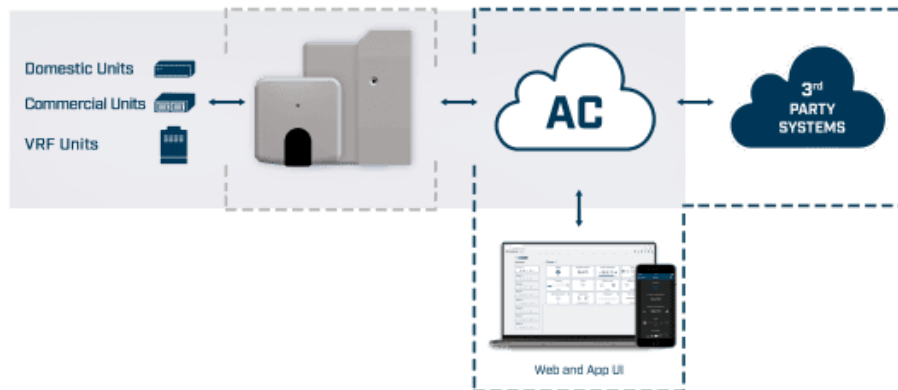 Domestic Units
Commercial Units
VRF Units
AC
3rd
PARTY
SYSTEMS
Web and App UI